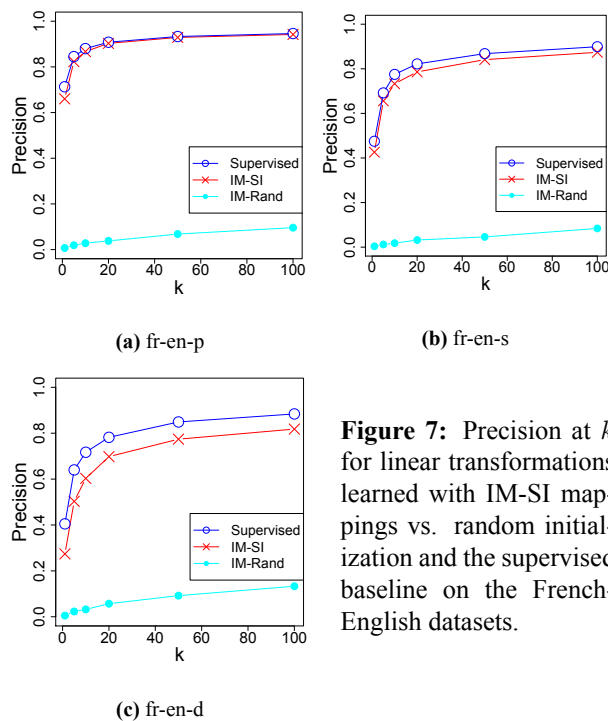 Precision
0.0 0.2 0.4 0.6 0.8 1.0
Supervised
IM-SI
IM-Rand
0 20 40 60 80 100
k
(a) fr-en-p
Precision
0.0 0.2 0.4 0.6 0.8 1.0
Supervised
IM-SI
IM-Rand
0 20 40 60 80 100
k
(b) fr-en-s
Precision
0.0 0.2 0.4 0.6 0.8 1.0
Supervised
IM-SI
IM-Rand
0 20 40 60 80 100
k
(c) fr-en-d
Figure 7: Precision at k
for linear transformations
learned with IM-SI map-
pings vs. random initial-
ization and the supervised
baseline on the French-
English datasets.